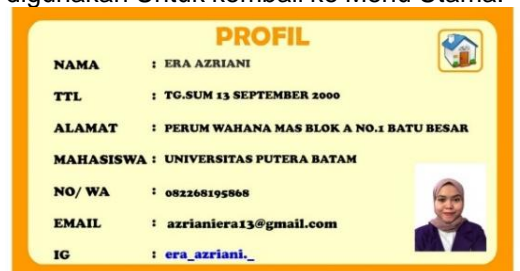 digunakan Untuk kembali ke Menu Utama.
PROFIL
NAMA : ERA AZRIANI
TTL : TG.SUM 13 SEPTEMBER 2000
ALAMAT : PERUM WAHANA MAS BLOK A NO.1 BATU BESAR
MAHASISWA : UNIVERSITAS PUTERA BATAM
NO/ WA : 082268195868
EMAIL : azrianiera13@gmail.com
IG : era_azriani._